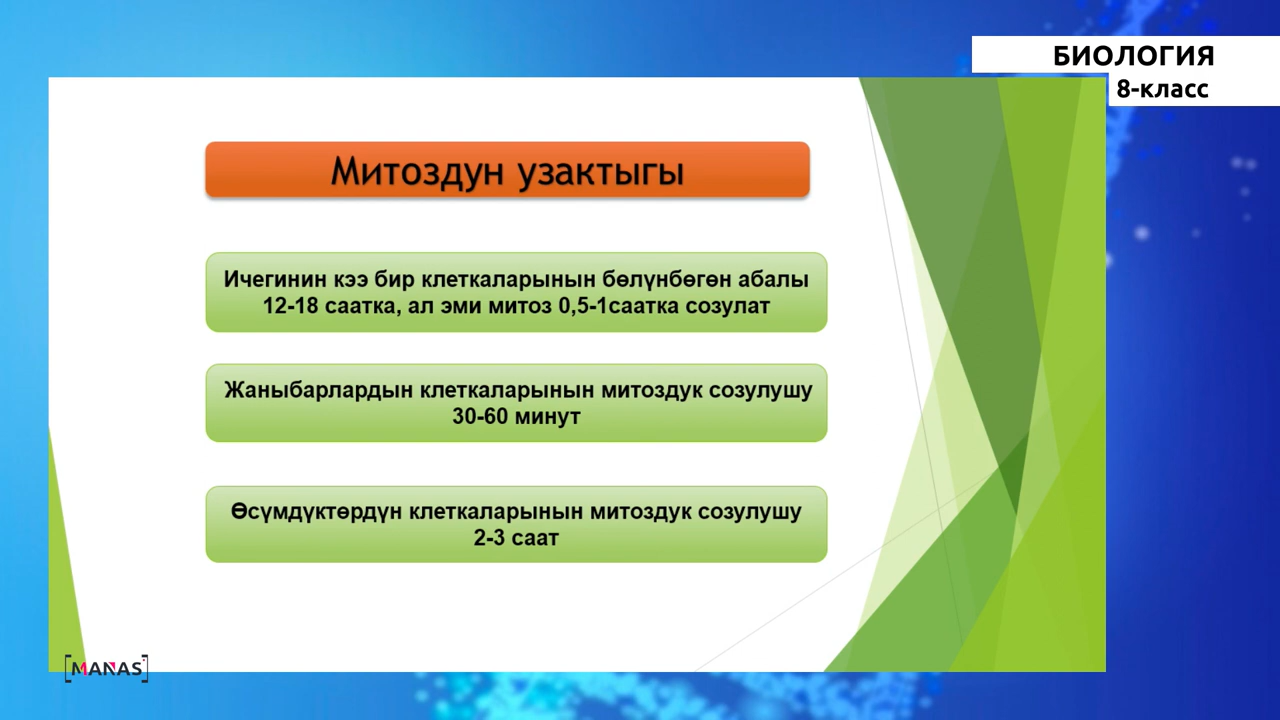 БИОЛОГИЯ
8-класс
Митоздун узактыгы
Ичегинин кээ бир клеткаларынын бөлүнбөгөн абалы
12-18 саатка, ал эми митоз 0,5-1саатка созулат
Жаныбарлардын клеткаларынын митоздук созулушу
30-60 минут
Өсүмдүктөрдүн клеткаларынын митоздук созулушу
2-3 саат
[MANAS]